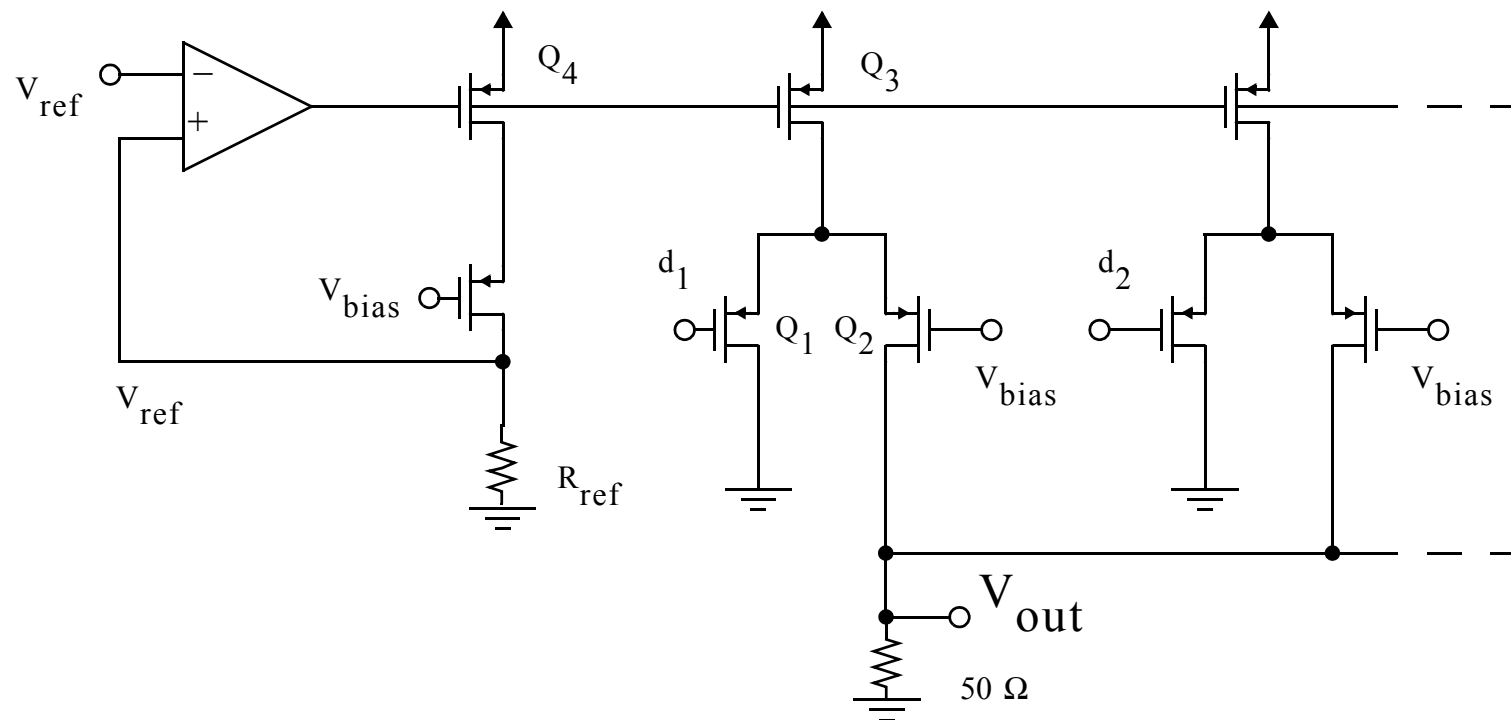 Q4
Q3
Vref
−
+
d1
d2
Vbias
Q1
Q2
Vbias
Vbias
Vref
Rref
Vout
50 Ω